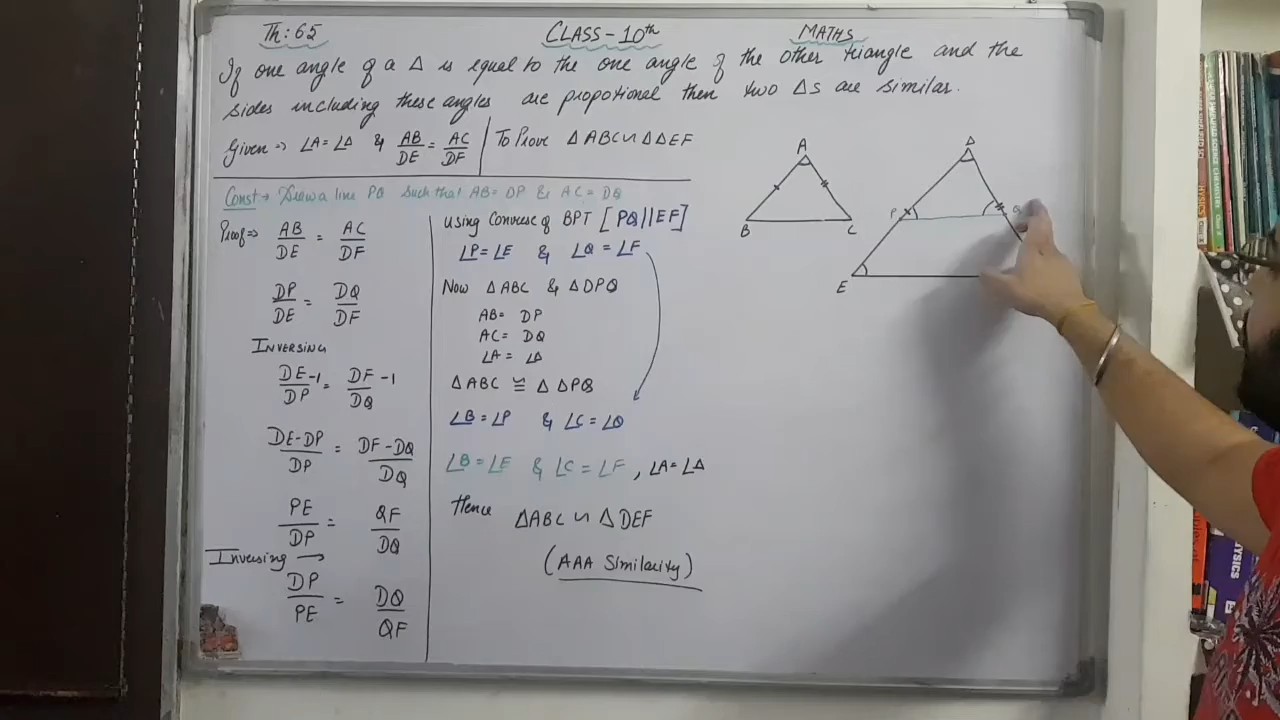 Th: 6.5 CLASS-10th MATHS
If one angle of a Δ is equal to the one angle of the other triangle and the
sides including these angles are propotional then two Δs are similar.
Given ⇒ ∠A=∠D & AB/DE = AC/DF To Prove ΔABC ∽ ΔDEF
Const → Draw a line PQ such that AB=DP & AC=DQ
Proof ⇒ AB/DE = AC/DF
DP/DE = DQ/DF
INVERSING
DE/DP -1 = DF/DQ -1
DE-DP/DP = DF-DQ/DQ
PE/DP = QF/DQ
Inversing →
DP/PE = DQ/QF
Using Converse of BPT [PQ||EF]
∠P=∠E & ∠Q=∠F
Now ΔABC & ΔDPQ
AB= DP
AC= DQ
∠A= ∠D
ΔABC ≅ ΔDPQ
∠B=∠P & ∠C=∠Q
∠B=∠E & ∠C=∠F, ∠A=∠D
Hence ΔABC ∽ ΔDEF
(AAA Similarity)
A
B
C
D
P
Q
E
PHYSICS